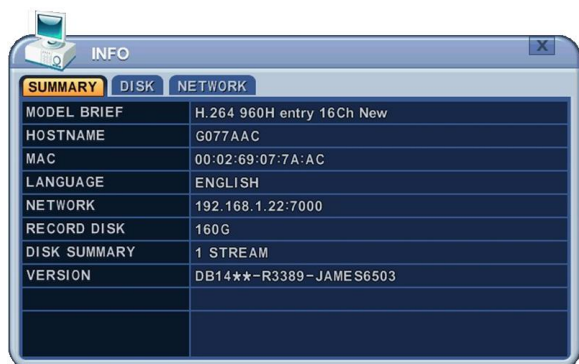 INFO
X
SUMMARY DISK NETWORK
MODEL BRIEF H.264 960H entry 16Ch New
HOSTNAME G077AAC
MAC 00:02:69:07:7A:AC
LANGUAGE ENGLISH
NETWORK 192.168.1.22:7000
RECORD DISK 160G
DISK SUMMARY 1 STREAM
VERSION DB14**-R3389-JAMES6503